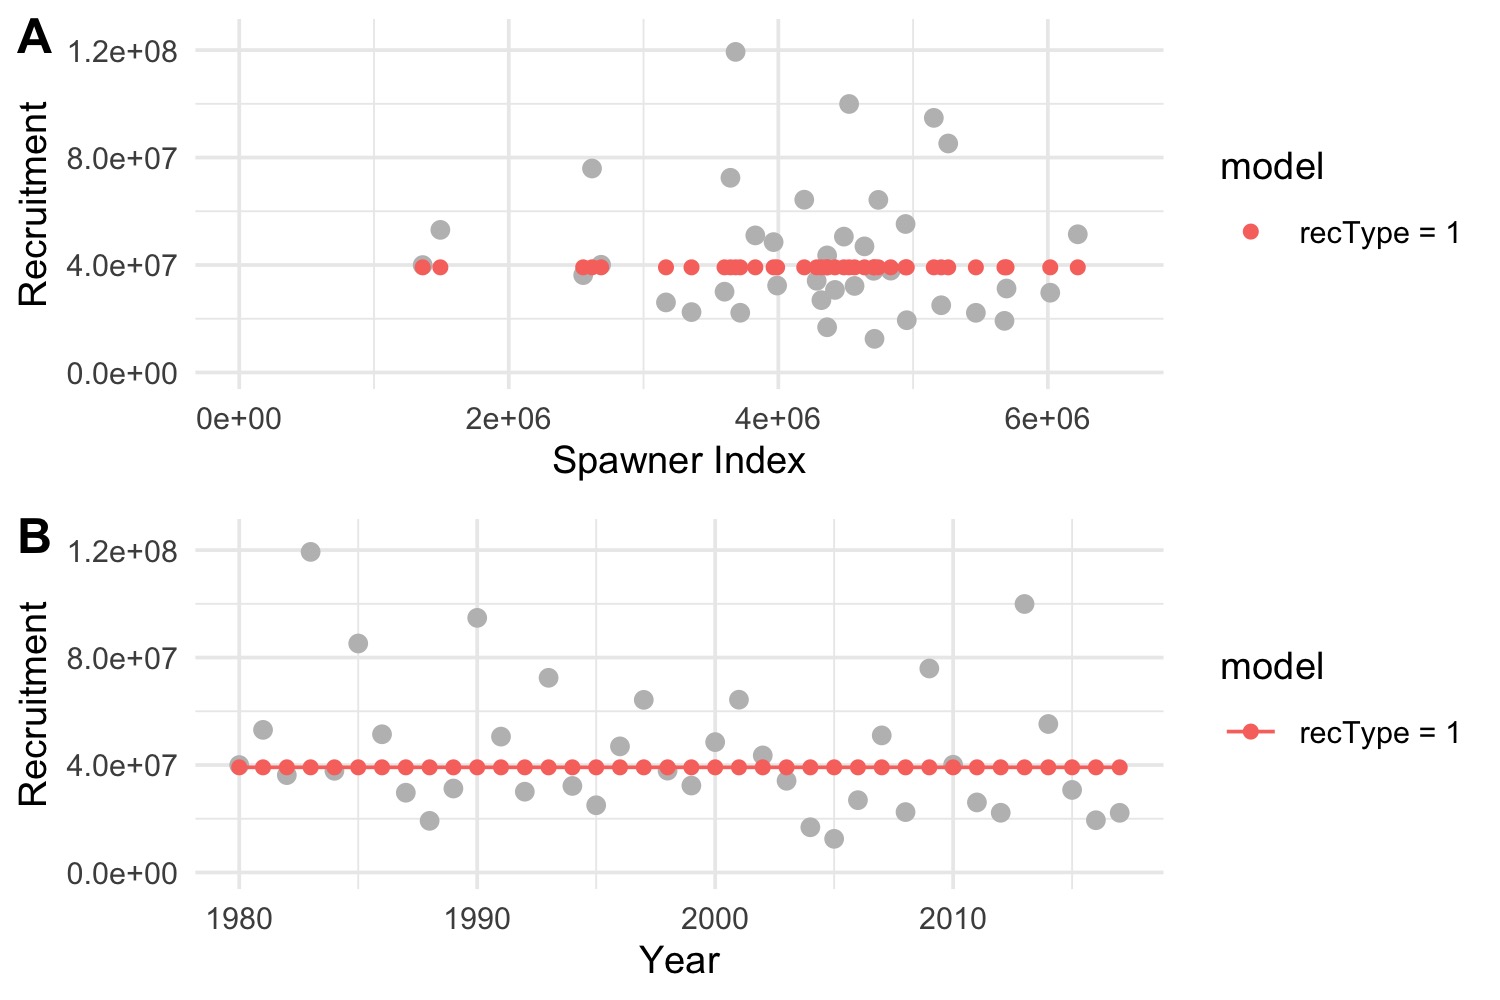 A
1.2e+08
8.0e+07
4.0e+07
0.0e+00
Recruitment
0e+00 2e+06 4e+06 6e+06
Spawner Index
model
recType = 1
B
1.2e+08
8.0e+07
4.0e+07
0.0e+00
Recruitment
1980 1990 2000 2010
Year
model
recType = 1